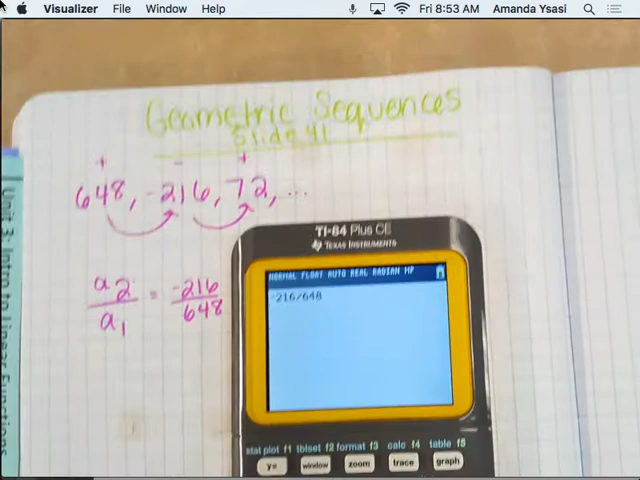 Visualizer File Window Help Fri 8:53 AM Amanda Ysasi
Geometric Sequences
Slide 41
+ - +
648, -216, 72, ...
a2/a1 = -216/648
TI-84 Plus CE
TEXAS INSTRUMENTS
NORMAL FLOAT AUTO REAL RADIAN MP
-216/648
stat plot f1 tblset f2 format f3 calc f4 table f5
y= window zoom trace graph
Unit 3: Intro to linear Functions